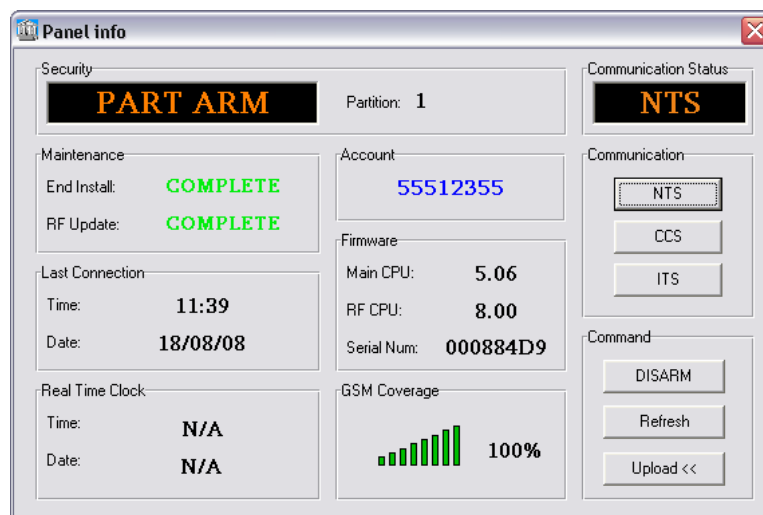 Panel info
Security
PART ARM
Partition: 1
Communication Status
NTS
Maintenance
End Install: COMPLETE
RF Update: COMPLETE
Account
55512355
Communication
NTS
CCS
ITS
Last Connection
Time: 11:39
Date: 18/08/08
Firmware
Main CPU: 5.06
RF CPU: 8.00
Serial Num: 000884D9
Command
DISARM
Refresh
Upload <<
Real Time Clock
Time: N/A
Date: N/A
GSM Coverage
100%